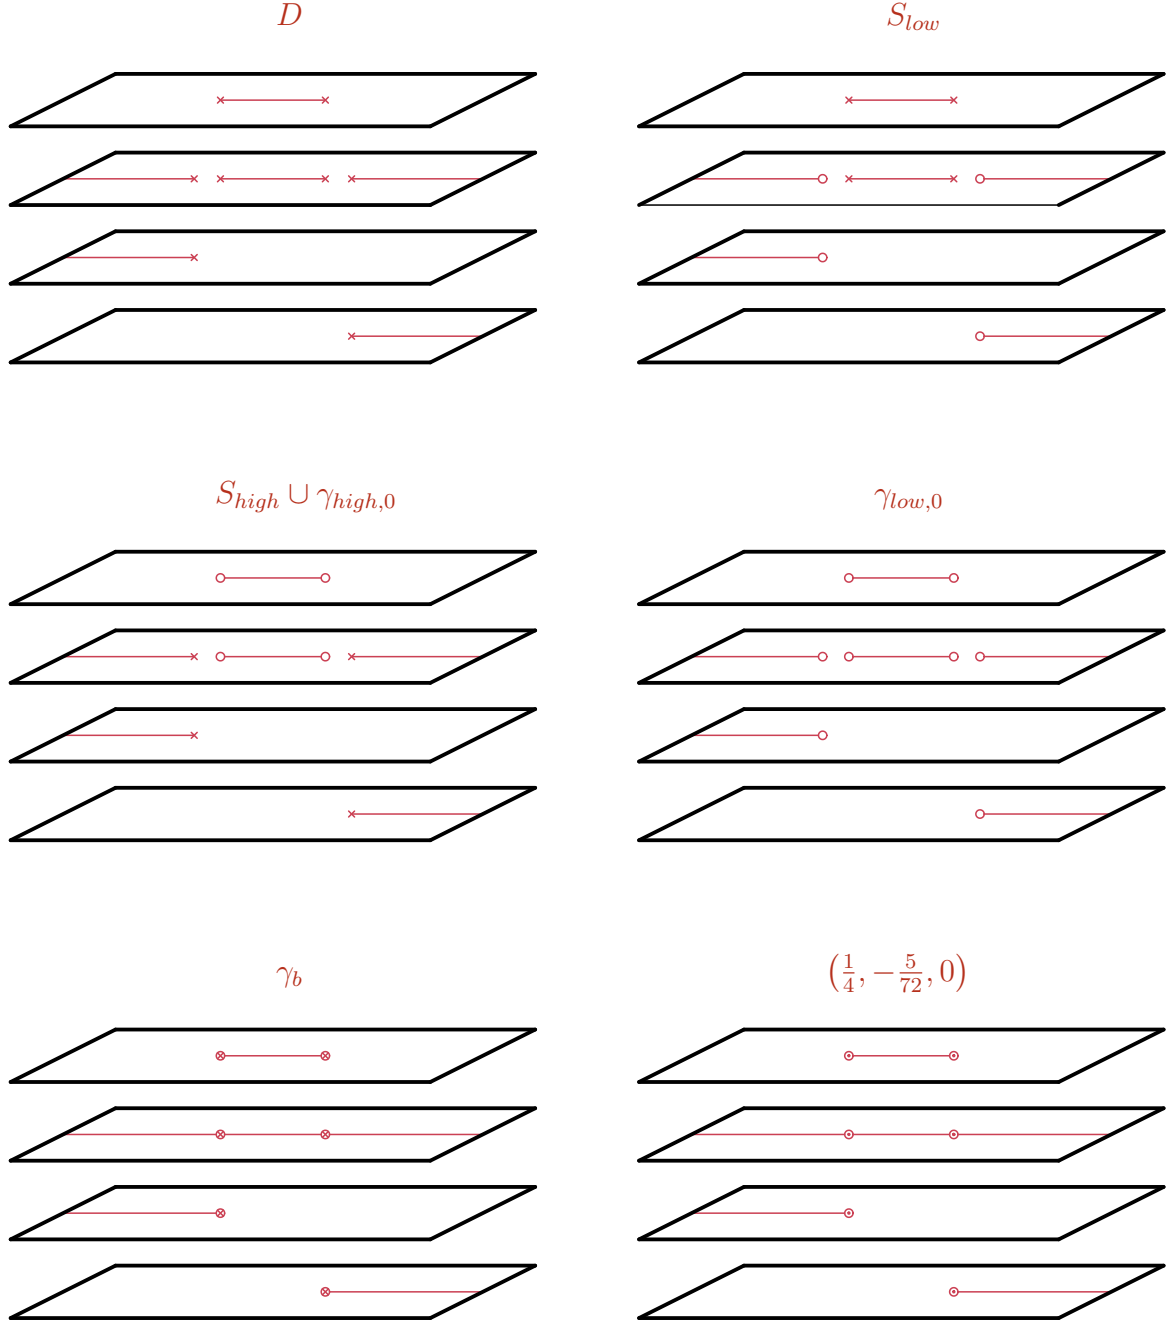 D
S_{low}
S_{high} ∪ γ_{high,0}
γ_{low,0}
γ_b
(1/4, −5/72, 0)